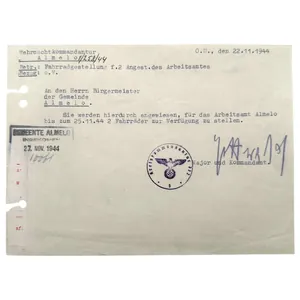 Wehrmachtkommandantur
Almelo
O.U., den 22.11.1944
Betr.: Fahrradgestellung f.2 Angest.des Arbeitsamtes
Bezug: o.V.
An den Herrn Bürgermeister
der Gemeinde
Almelo.
Sie werden hierdurch angewiesen, für das Arbeitsamt Almelo
bis zum 25.11.44 2 Fahrräder zur Verfügung zu stellen.
GEMEENTE ALMELO
27 NOV. 1944
Major und Kommandant